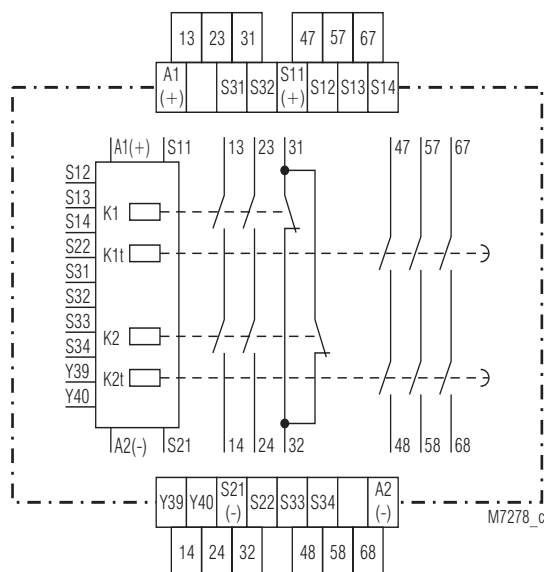 13 23 31 47 57 67
A1 (+) S31 S32 S11 (+) S12 S13 S14
A1(+) S11 13 23 31 47 57 67
S12
S13
K1
S14
S22
K1t
S31
S32
S33
K2
S34
Y39
K2t
Y40
A2(-) S21 14 24 32 48 58 68
Y39 Y40 S21 (-) S22 S33 S34 A2 (-)
M7278_c
14 24 32 48 58 68